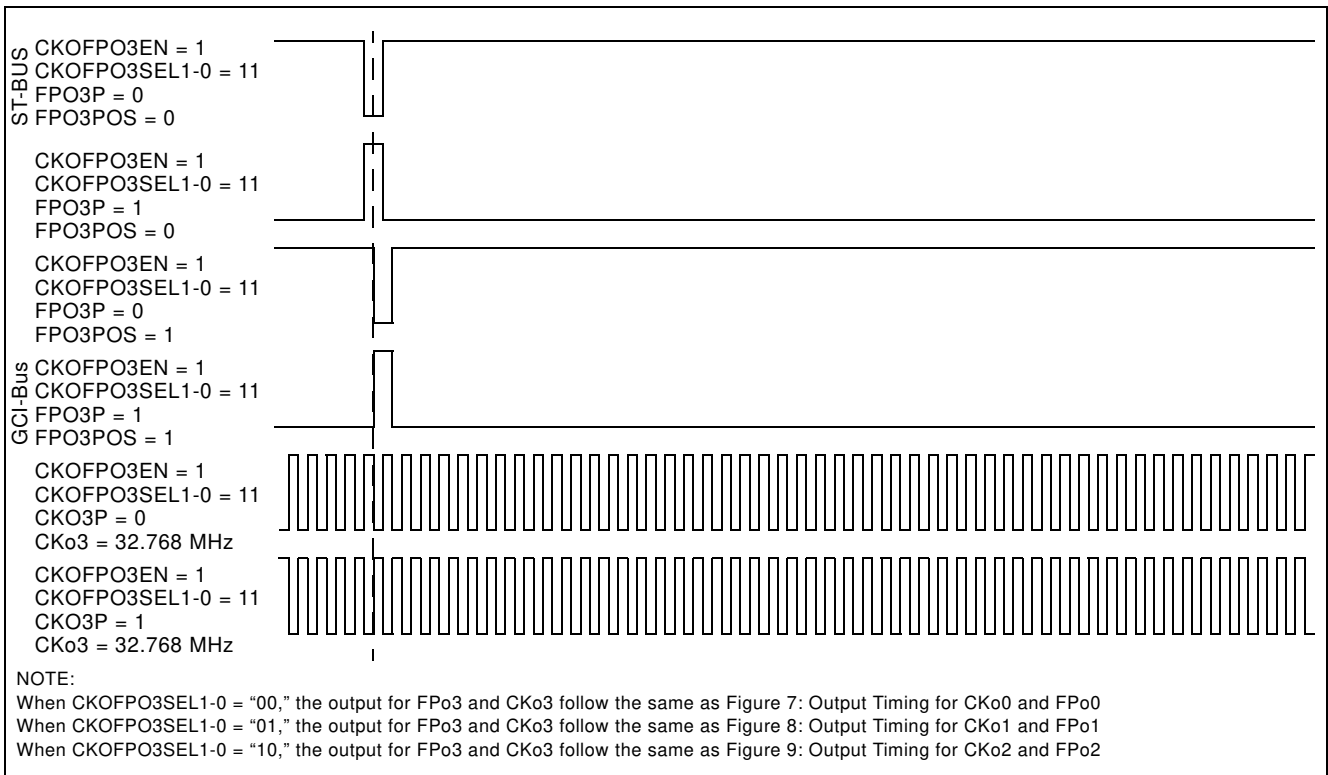 ST-BUS
CKOFPO3EN = 1
CKOFPO3SEL1-0 = 11
FPO3P = 0
FPO3POS = 0
CKOFPO3EN = 1
CKOFPO3SEL1-0 = 11
FPO3P = 1
FPO3POS = 0
CKOFPO3EN = 1
CKOFPO3SEL1-0 = 11
FPO3P = 0
FPO3POS = 1
GCI-Bus
CKOFPO3EN = 1
CKOFPO3SEL1-0 = 11
FPO3P = 1
FPO3POS = 1
CKOFPO3EN = 1
CKOFPO3SEL1-0 = 11
CKO3P = 0
CKo3 = 32.768 MHz
CKOFPO3EN = 1
CKOFPO3SEL1-0 = 11
CKO3P = 1
CKo3 = 32.768 MHz
NOTE:
When CKOFPO3SEL1-0 = “00,” the output for FPo3 and CKo3 follow the same as Figure 7: Output Timing for CKo0 and FPo0
When CKOFPO3SEL1-0 = “01,” the output for FPo3 and CKo3 follow the same as Figure 8: Output Timing for CKo1 and FPo1
When CKOFPO3SEL1-0 = “10,” the output for FPo3 and CKo3 follow the same as Figure 9: Output Timing for CKo2 and FPo2